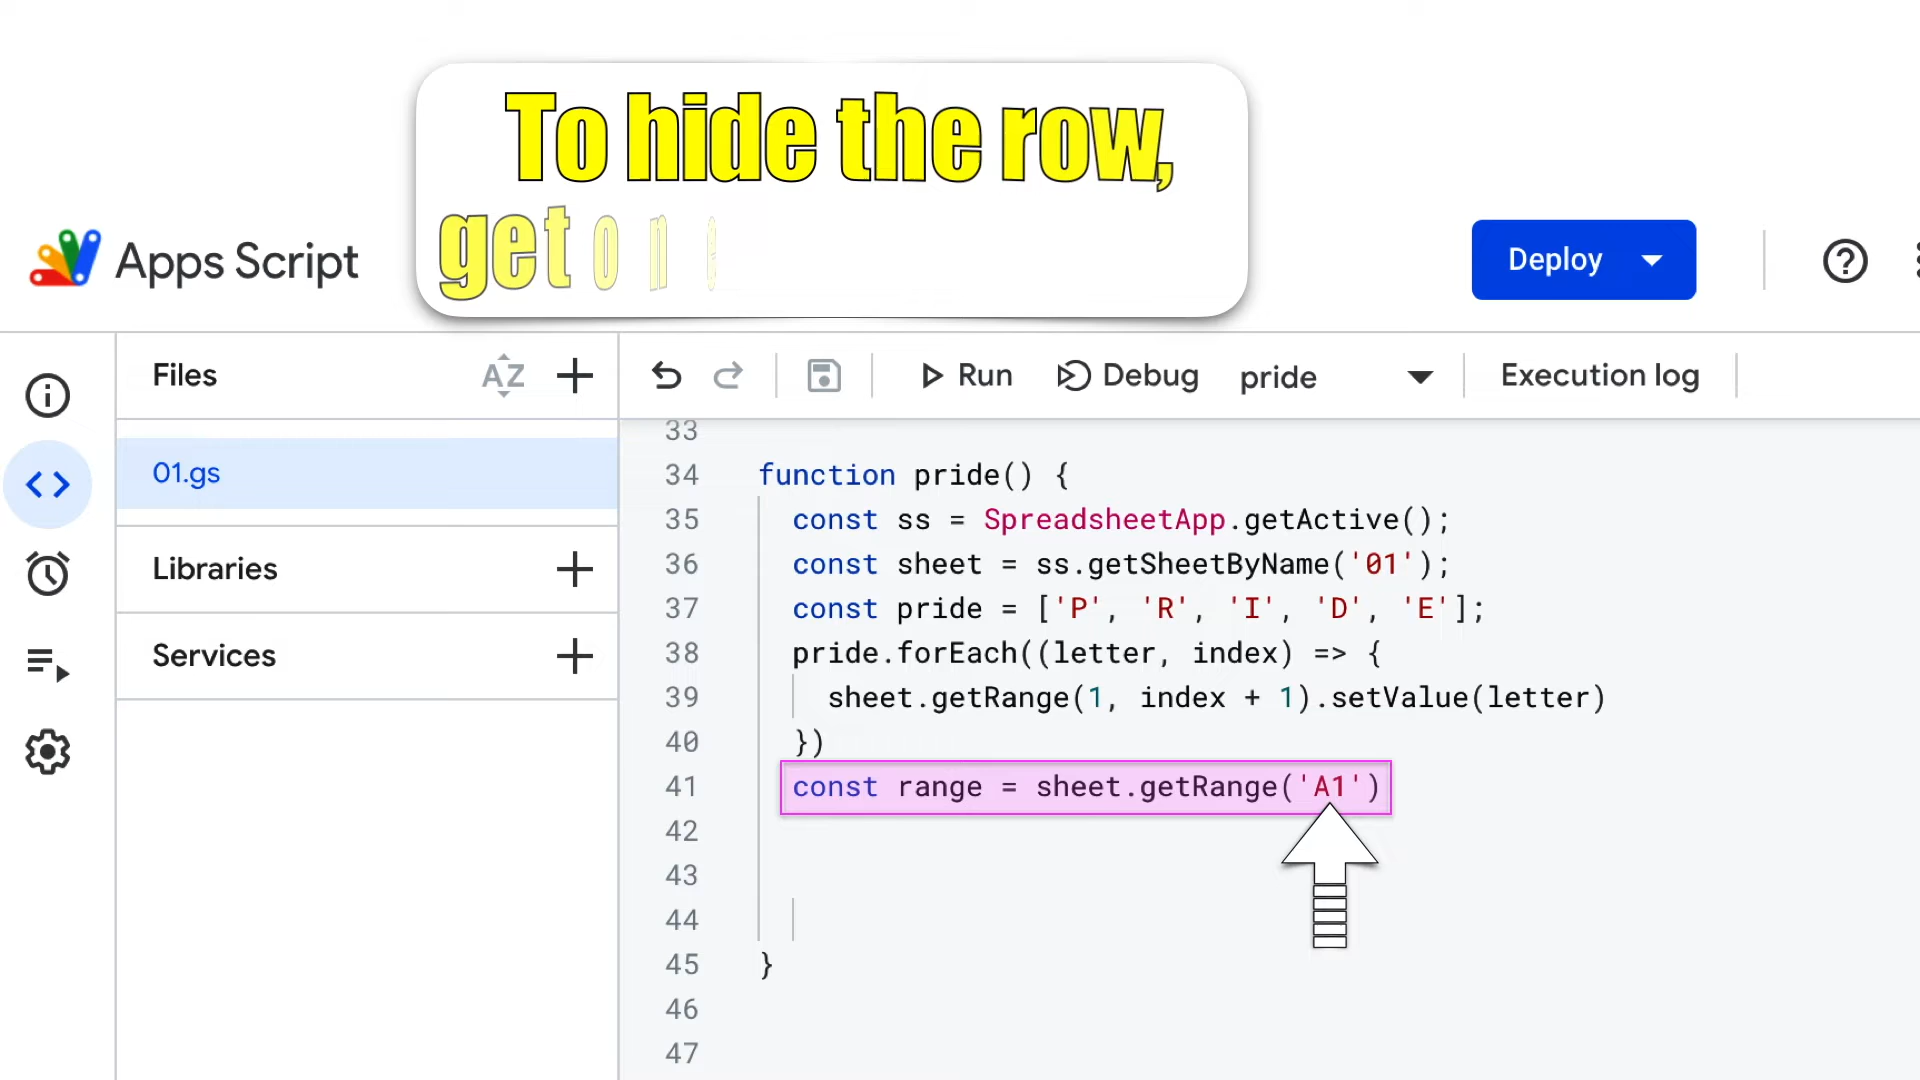 To hide the row,
get one
Apps Script
Deploy
Files
AZ
Run
Debug
pride
Execution log
01.gs
Libraries
Services
33
34 function pride() {
35 const ss = SpreadsheetApp.getActive();
36 const sheet = ss.getSheetByName('01');
37 const pride = ['P', 'R', 'I', 'D', 'E'];
38 pride.forEach((letter, index) => {
39 sheet.getRange(1, index + 1).setValue(letter)
40 })
41 const range = sheet.getRange('A1')
42
43
44
45 }
46
47